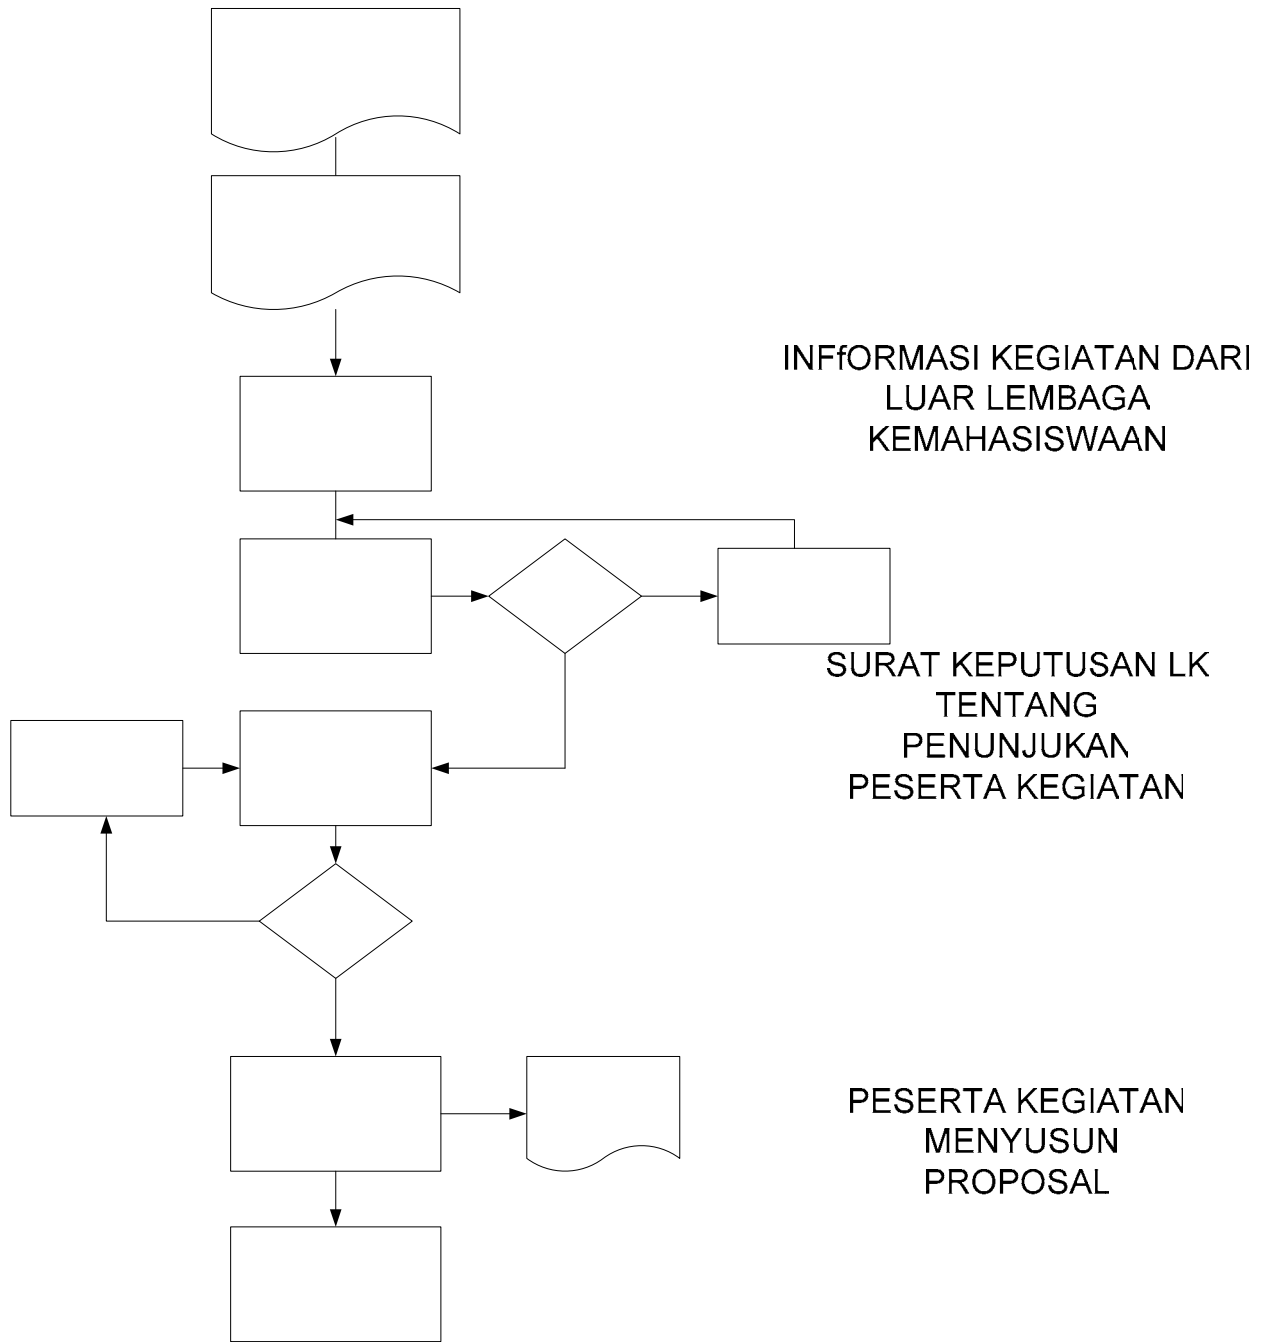 INFfORMASI KEGIATAN DARI
LUAR LEMBAGA
KEMAHASISWAAN
SURAT KEPUTUSAN LK
TENTANG
PENUNJUKAN
PESERTA KEGIATAN
PESERTA KEGIATAN
MENYUSUN
PROPOSAL